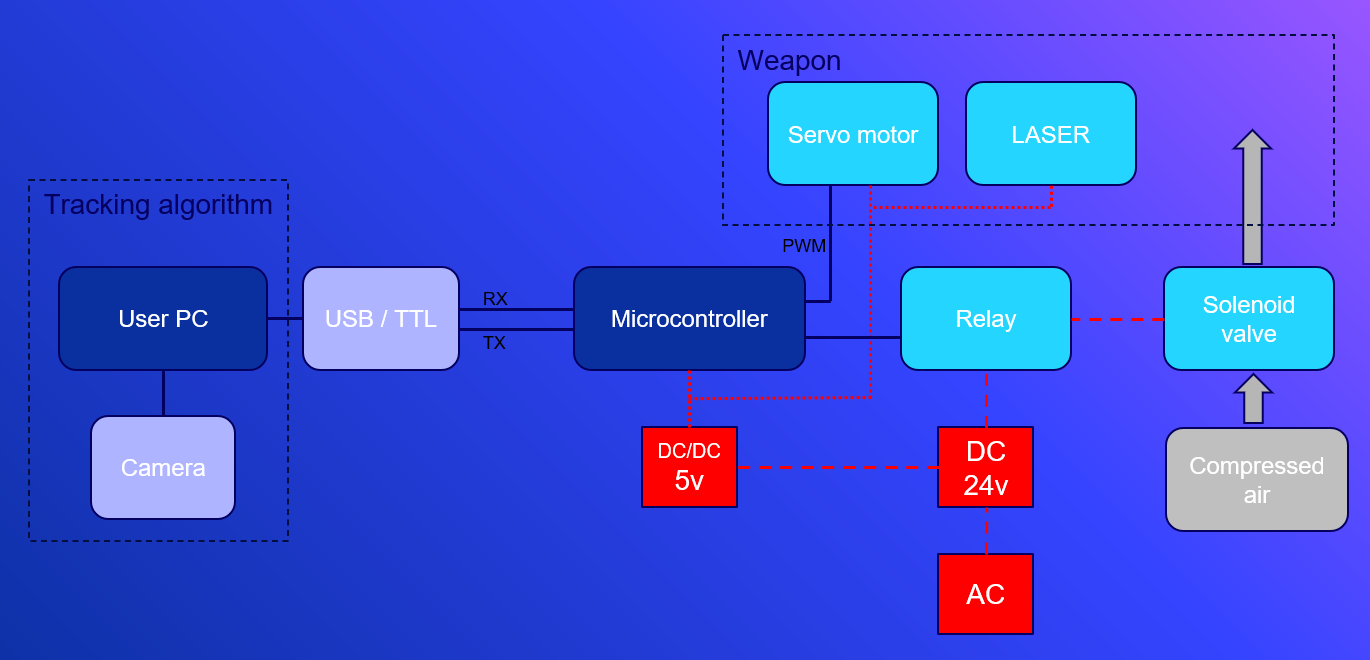 Weapon
Servo motor
LASER
Tracking algorithm
PWM
User PC
USB / TTL
RX
TX
Microcontroller
Relay
Solenoid
valve
Camera
DC/DC
5v
DC
24v
Compressed
air
AC